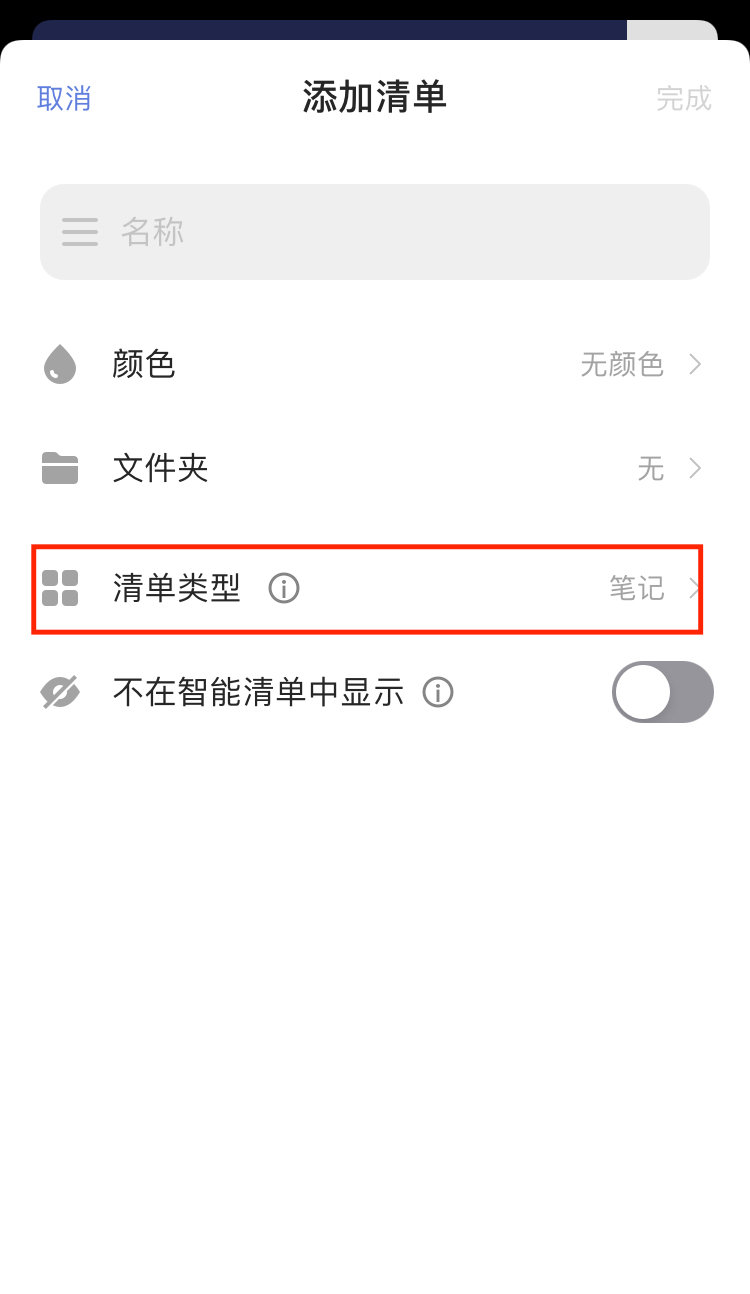 取消 添加清单 完成
名称
颜色 无颜色
文件夹 无
清单类型 笔记
不在智能清单中显示